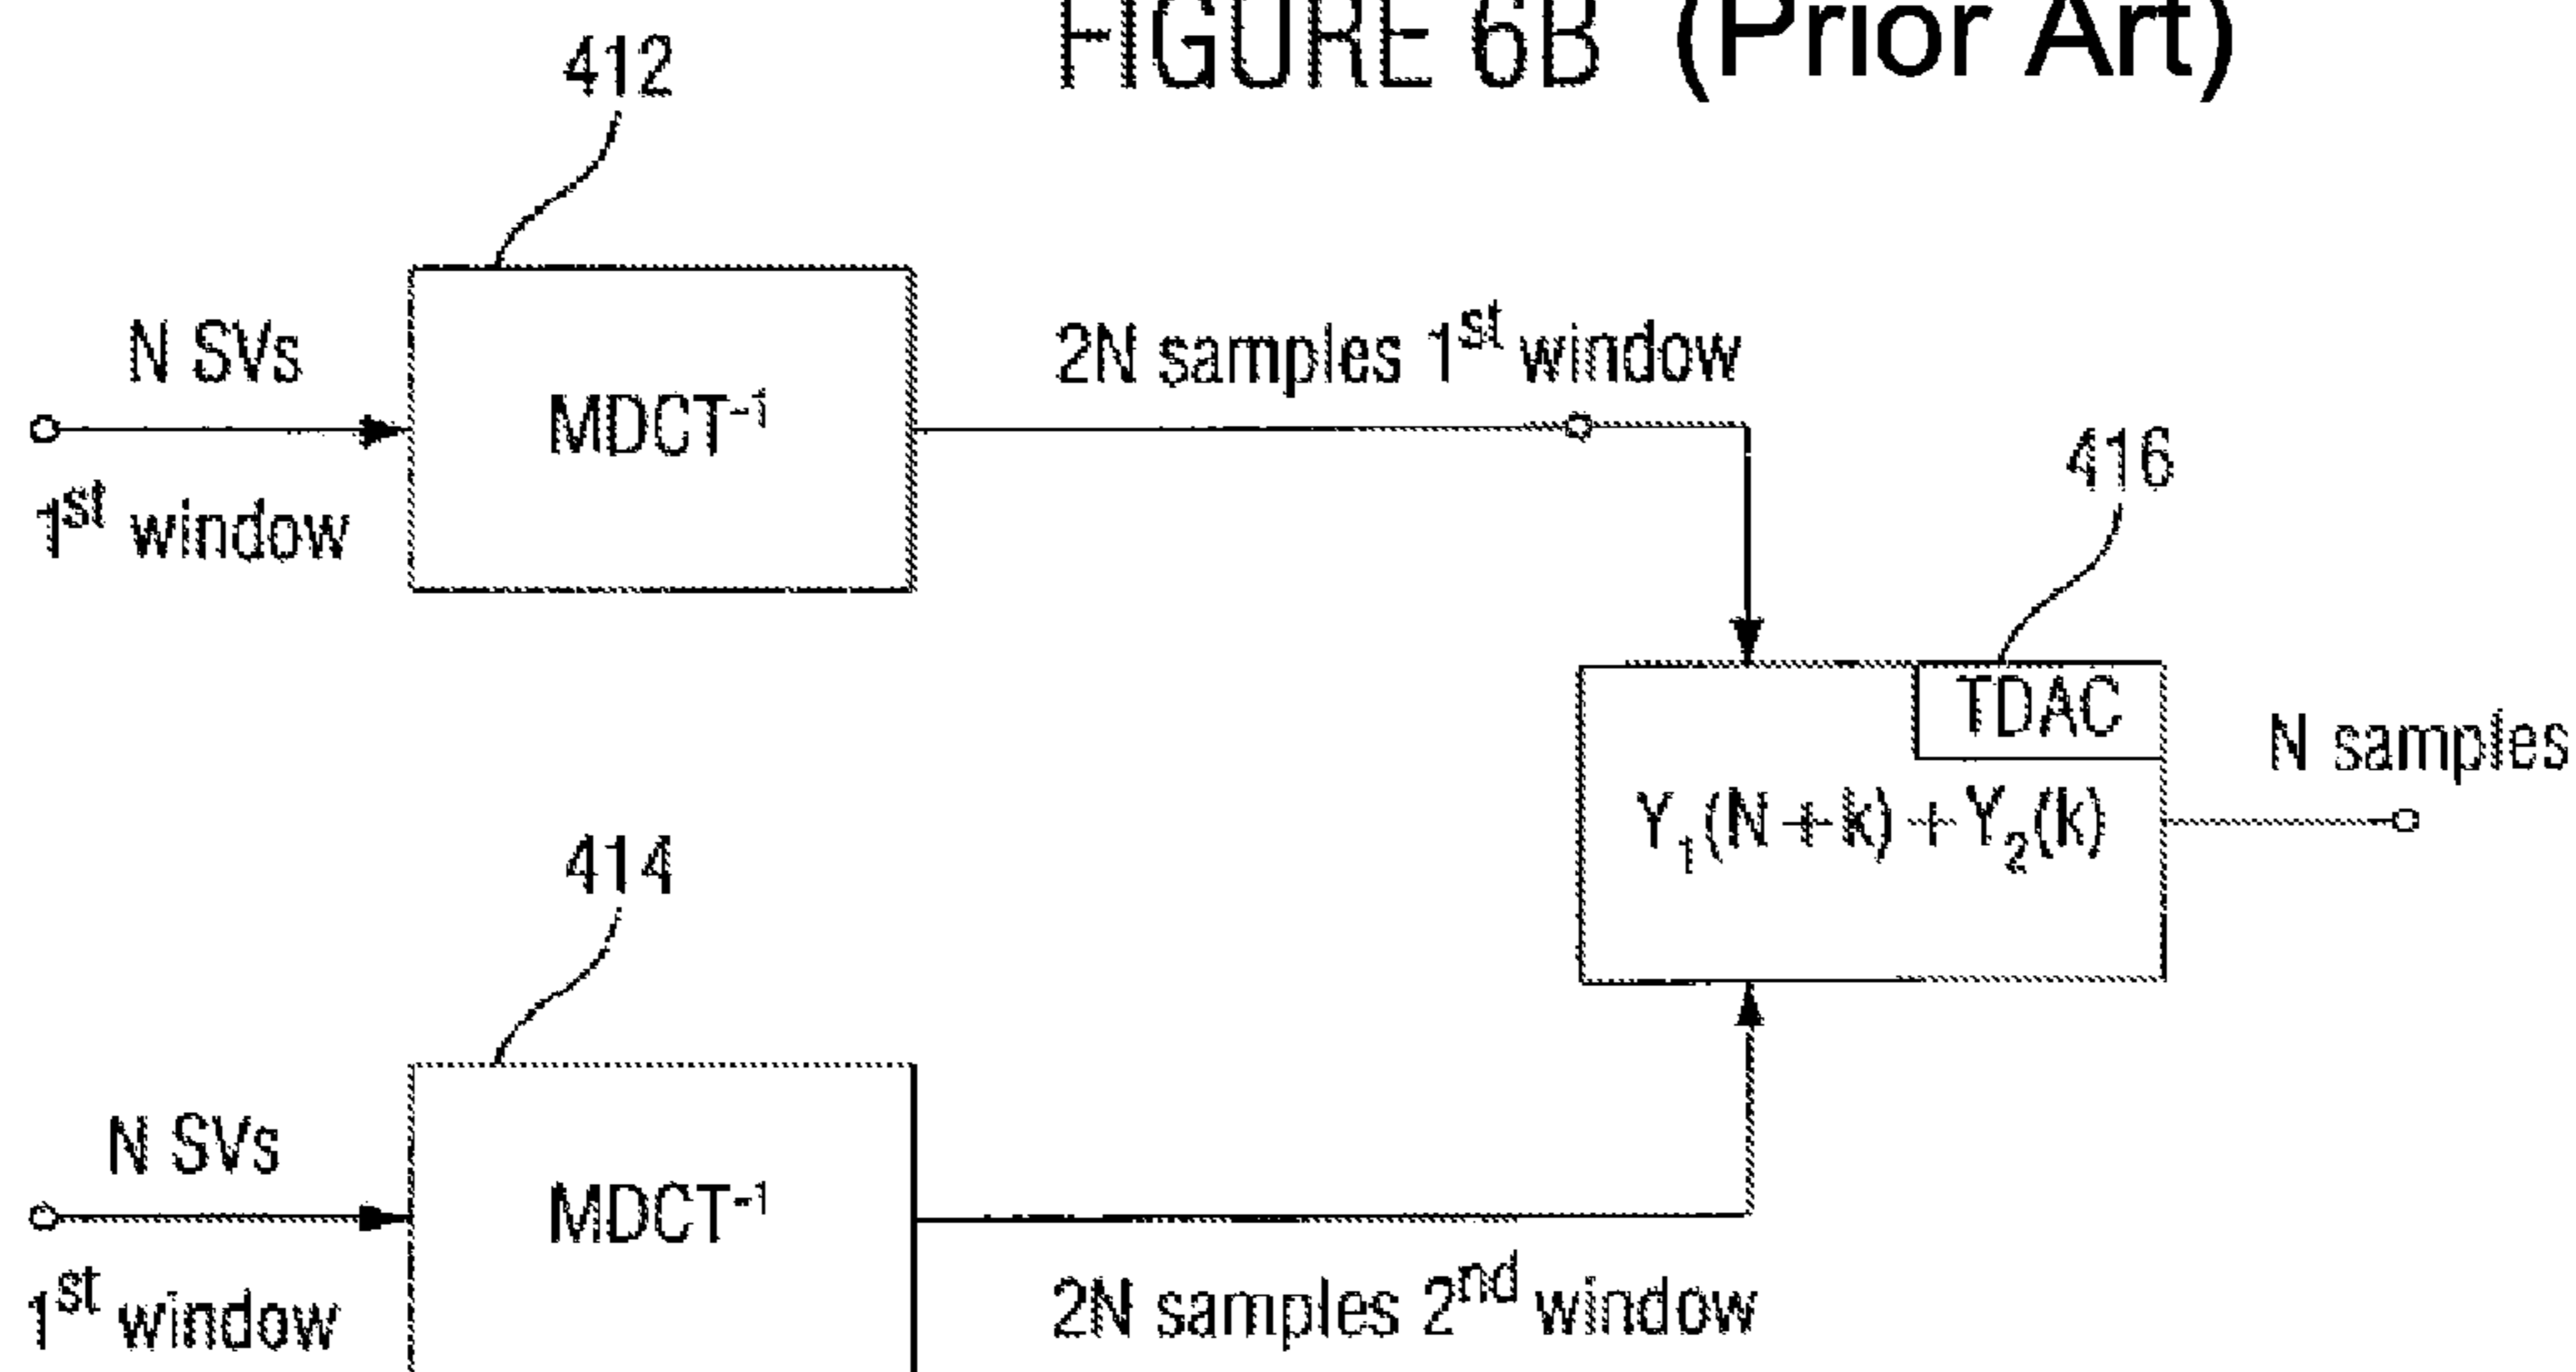 FIGURE 6B (Prior Art)
412
N SVs
1st window
MDCT-1
2N samples 1st window
416
TDAC
Y1(N+k)+Y2(k)
N samples
414
N SVs
1st window
MDCT-1
2N samples 2nd window